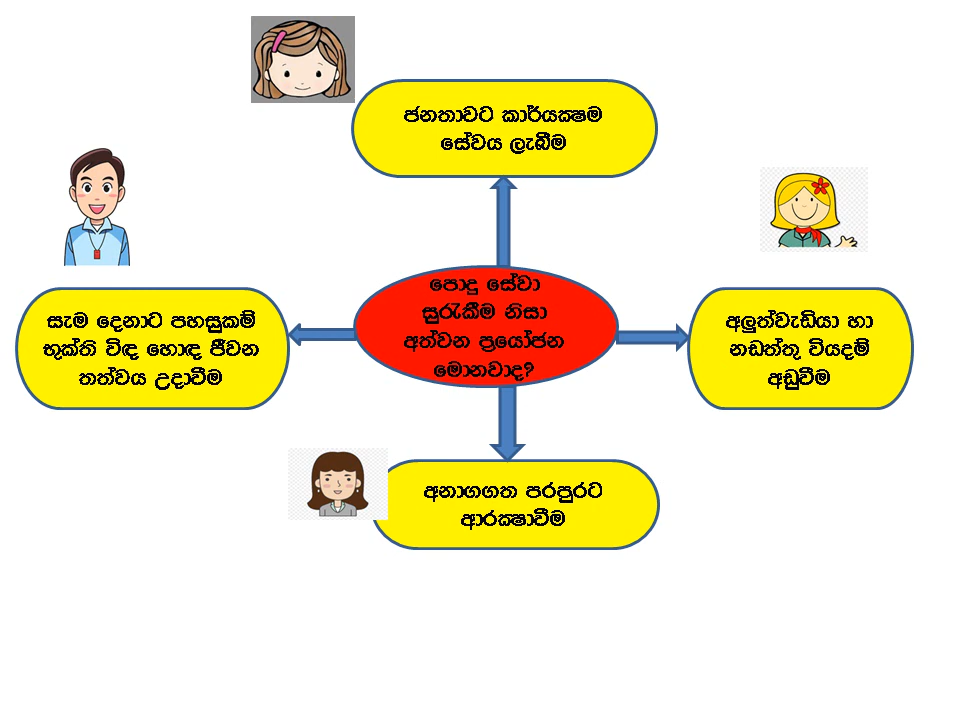 ජනතාවට කාර්යක්‍ෂම
සේවය ලැබීම
පොදු සේවා
සුරැකීම නිසා
අත්වන ප්‍රයෝජන
මොනවාද?
සැම දෙනාට පහසුකම්
භුක්ති විඳ හොඳ ජීවන
තත්වය උදාවීම
අලුත්වැඩියා හා
නඩත්තු වියදම්
අඩුවීම
අනාගගත පරපුරට
ආරක්‍ෂාවීම